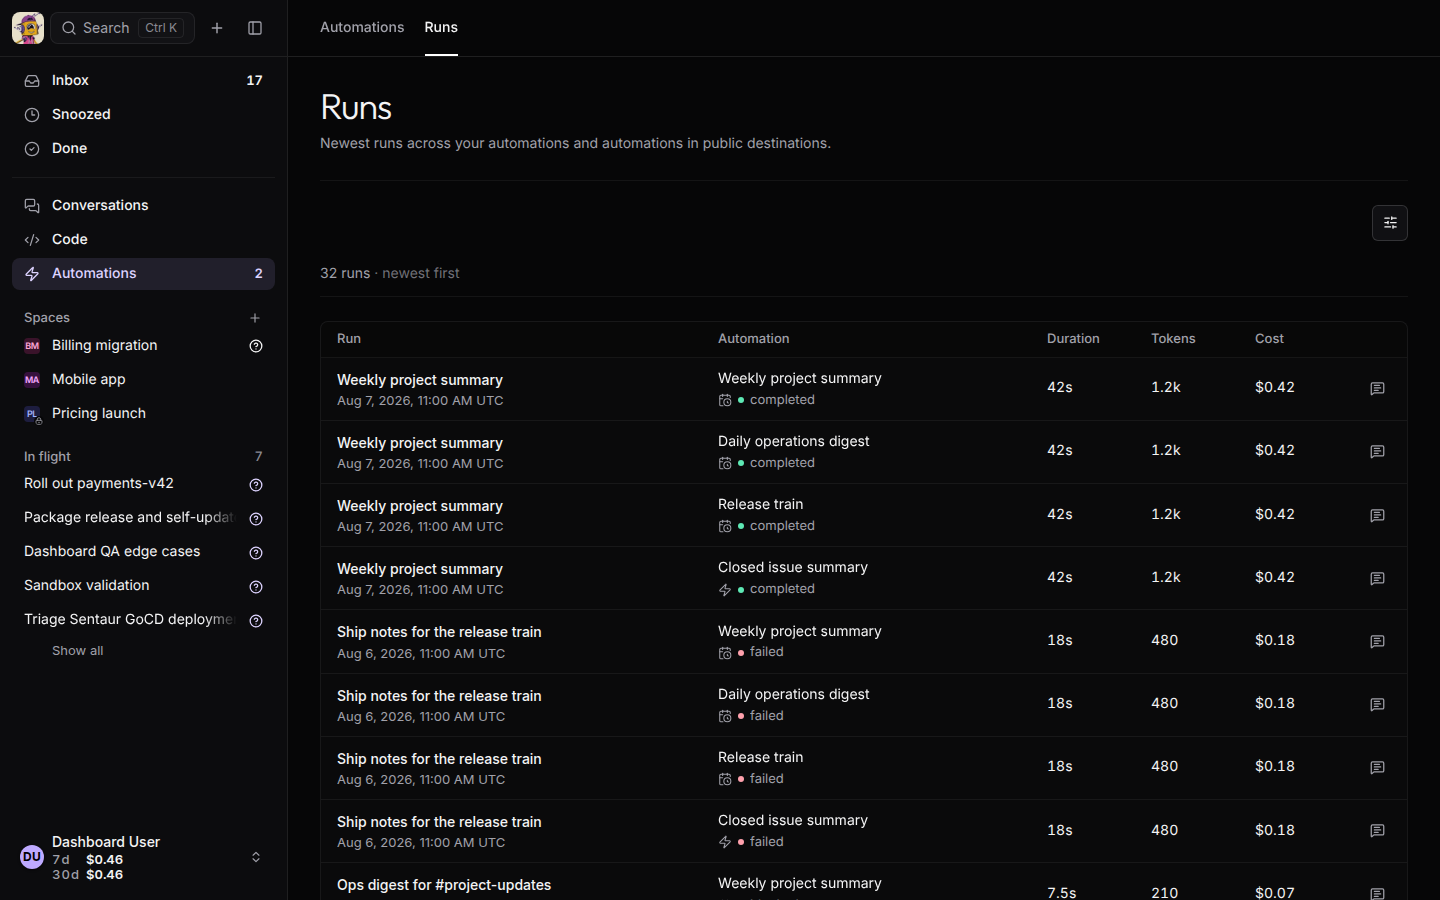 Search
Ctrl K
Automations
Runs
Inbox
17
Snoozed
Done
Conversations
Code
Automations
2
Spaces
BM
Billing migration
MA
Mobile app
PL
Pricing launch
In flight
7
Roll out payments-v42
Package release and self-updat
Dashboard QA edge cases
Sandbox validation
Triage Sentaur GoCD deployme
Show all
DU
Dashboard User
7d $0.46
30d $0.46
Runs
Newest runs across your automations and automations in public destinations.
32 runs · newest first
Run Automation Duration Tokens Cost
Weekly project summary
Aug 7, 2026, 11:00 AM UTC
Weekly project summary
completed
42s
1.2k
$0.42
Weekly project summary
Aug 7, 2026, 11:00 AM UTC
Daily operations digest
completed
42s
1.2k
$0.42
Weekly project summary
Aug 7, 2026, 11:00 AM UTC
Release train
completed
42s
1.2k
$0.42
Weekly project summary
Aug 7, 2026, 11:00 AM UTC
Closed issue summary
completed
42s
1.2k
$0.42
Ship notes for the release train
Aug 6, 2026, 11:00 AM UTC
Weekly project summary
failed
18s
480
$0.18
Ship notes for the release train
Aug 6, 2026, 11:00 AM UTC
Daily operations digest
failed
18s
480
$0.18
Ship notes for the release train
Aug 6, 2026, 11:00 AM UTC
Release train
failed
18s
480
$0.18
Ship notes for the release train
Aug 6, 2026, 11:00 AM UTC
Closed issue summary
failed
18s
480
$0.18
Ops digest for #project-updates
Weekly project summary
7.5s
210
$0.07